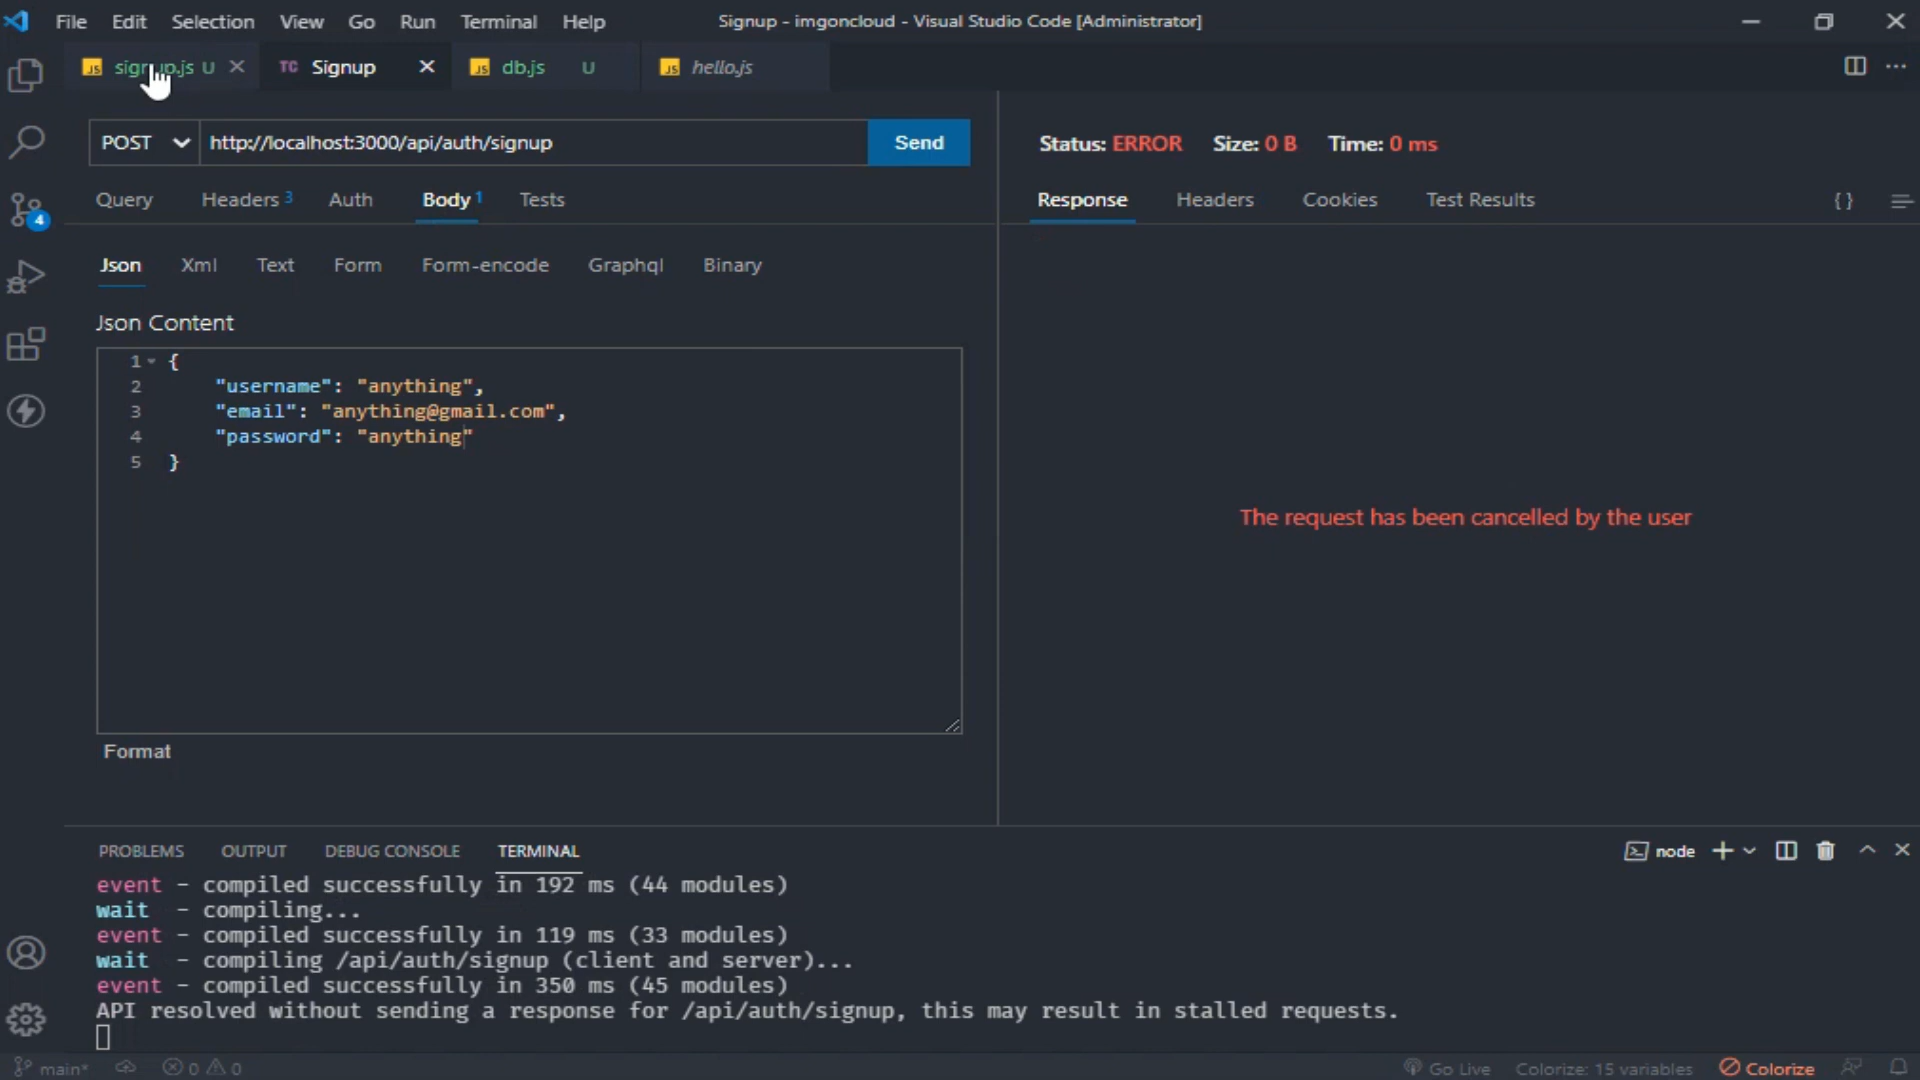 File Edit Selection View Go Run Terminal Help Signup - imgoncloud - Visual Studio Code [Administrator]
JS signup.js U TC Signup JS db.js U JS hello.js
POST http://localhost:3000/api/auth/signup Send
Status: ERROR Size: 0 B Time: 0 ms
Query Headers 3 Auth Body 1 Tests
Response Headers Cookies Test Results { }
4
Json Xml Text Form Form-encode Graphql Binary
Json Content
1 {
2 "username": "anything",
3 "email": "anything@gmail.com",
4 "password": "anything"
5 }
The request has been cancelled by the user
Format
PROBLEMS OUTPUT DEBUG CONSOLE TERMINAL node
event - compiled successfully in 192 ms (44 modules)
wait - compiling...
event - compiled successfully in 119 ms (33 modules)
wait - compiling /api/auth/signup (client and server)...
event - compiled successfully in 350 ms (45 modules)
API resolved without sending a response for /api/auth/signup, this may result in stalled requests.
main* 0 0 Go Live Colorize: 15 variables Colorize